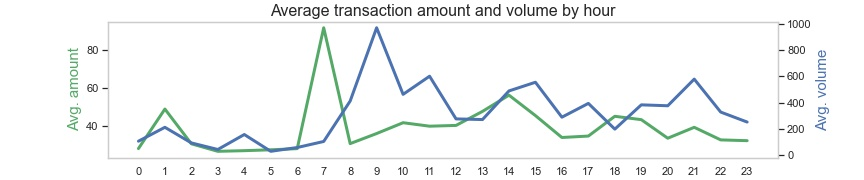 Average transaction amount and volume by hour
Avg. amount
80
60
40
Avg. volume
1000
800
600
400
200
0
0 1 2 3 4 5 6 7 8 9 10 11 12 13 14 15 16 17 18 19 20 21 22 23